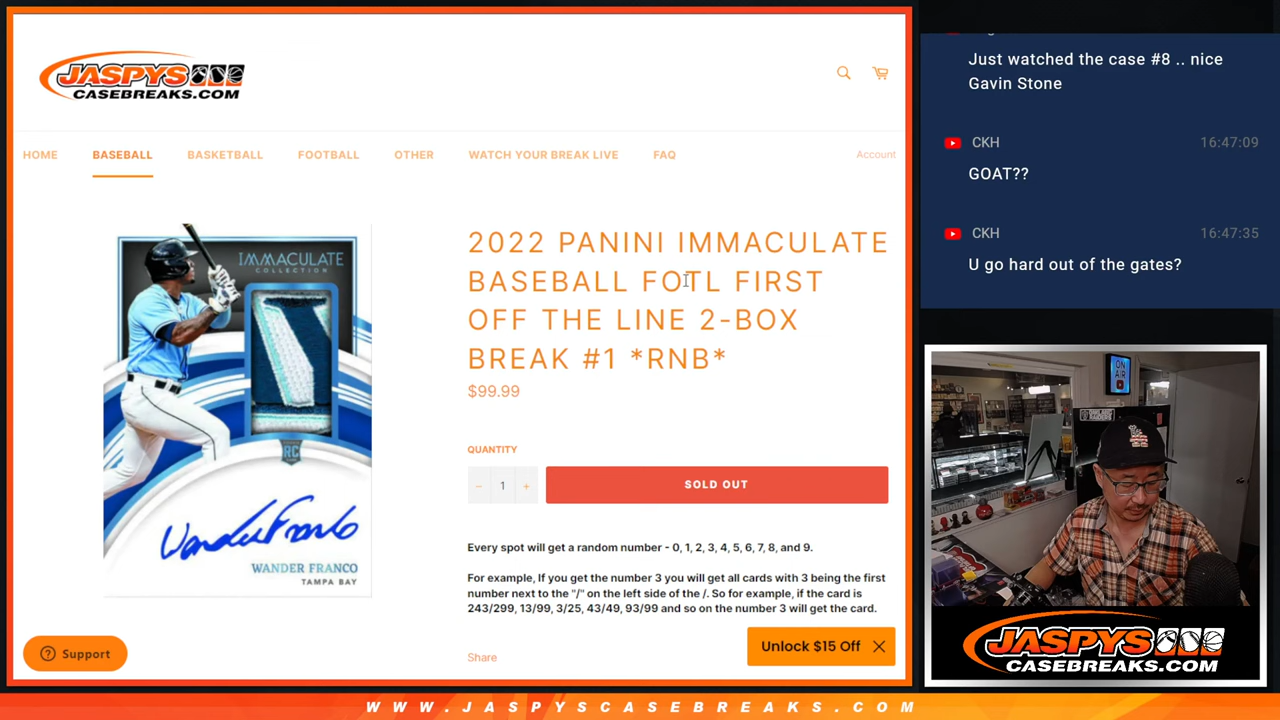 JASPYS
CASEBREAKS.COM
HOME
BASEBALL
BASKETBALL
FOOTBALL
OTHER
WATCH YOUR BREAK LIVE
FAQ
Account
IMMACULATE
COLLECTION
RC
Wander Franco
WANDER FRANCO
TAMPA BAY
2022 PANINI IMMACULATE
BASEBALL FOTL FIRST
OFF THE LINE 2-BOX
BREAK #1 *RNB*
$99.99
QUANTITY
− 1 +
SOLD OUT
Every spot will get a random number - 0, 1, 2, 3, 4, 5, 6, 7, 8, and 9.
For example, If you get the number 3 you will get all cards with 3 being the first
number next to the "/" on the left side of the /. So for example, if the card is
243/299, 13/99, 3/25, 43/49, 93/99 and so on the number 3 will get the card.
Share
Support
Unlock $15 Off
Just watched the case #8 .. nice
Gavin Stone
CKH 16:47:09
GOAT??
CKH 16:47:35
U go hard out of the gates?
ON
AIR
JASPYS
CASEBREAKS.COM
WWW.JASPYSCASEBREAKS.COM